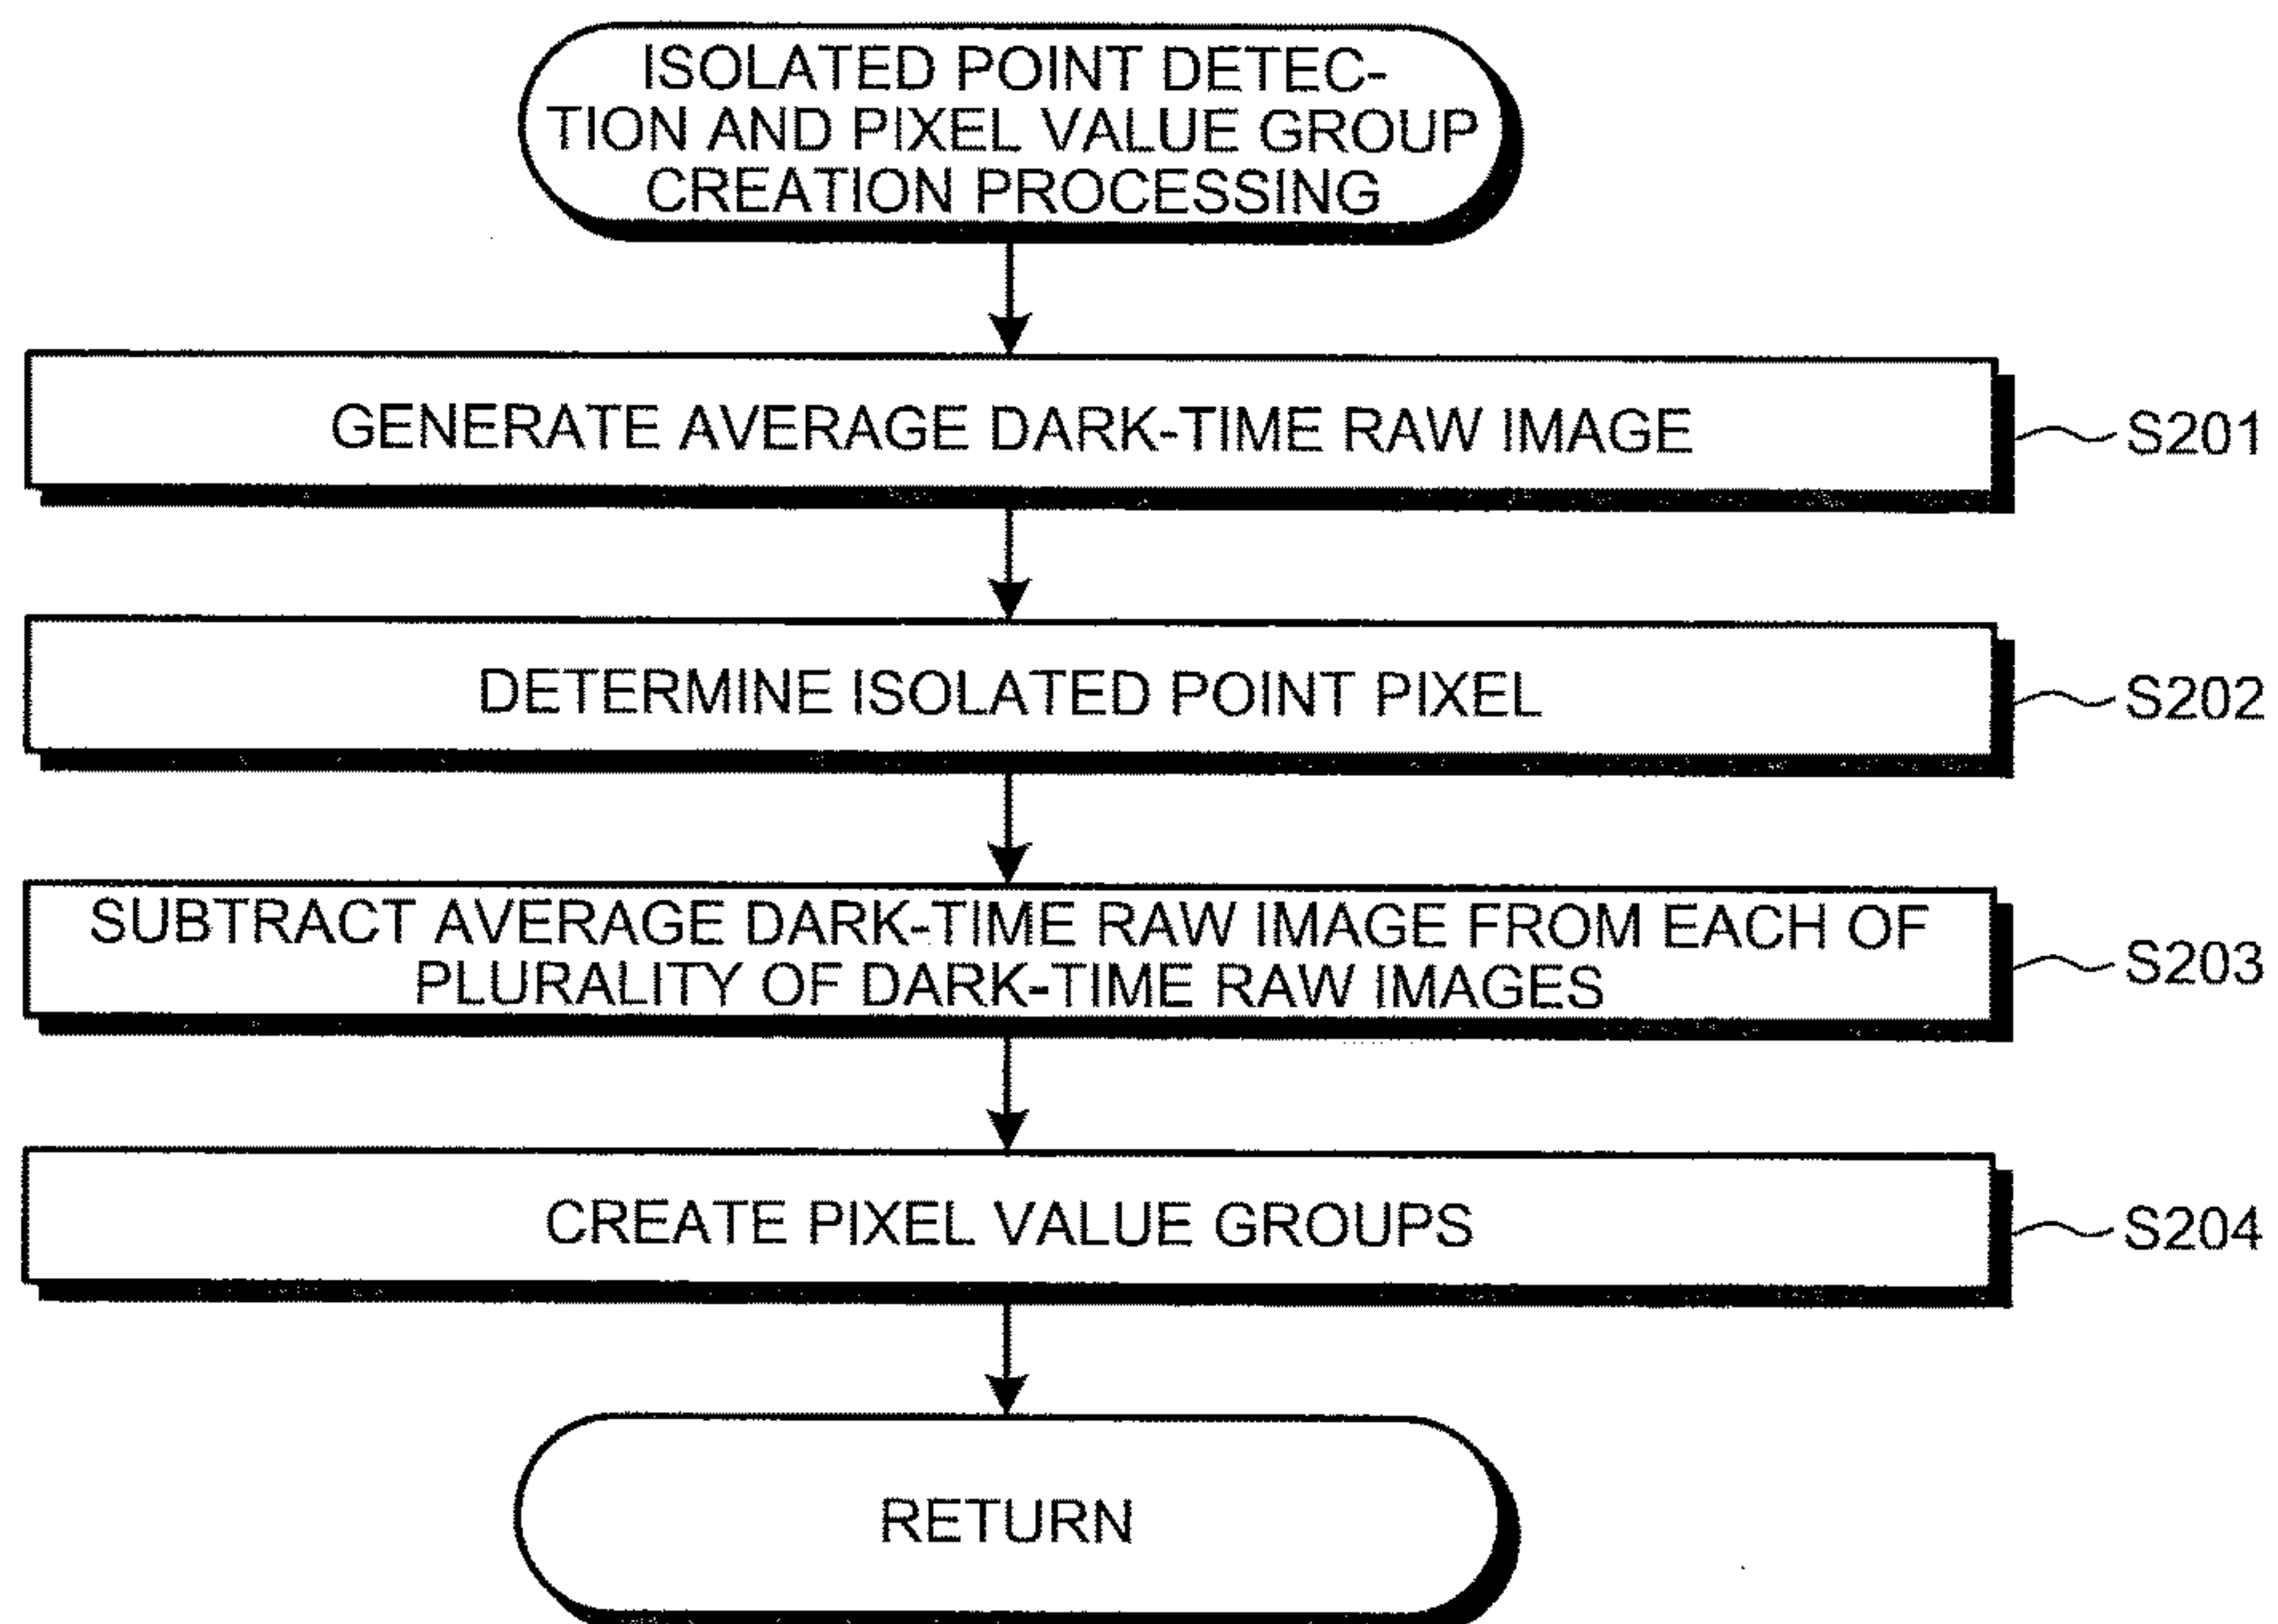 ISOLATED POINT DETEC-
TION AND PIXEL VALUE GROUP
CREATION PROCESSING
GENERATE AVERAGE DARK-TIME RAW IMAGE
S201
DETERMINE ISOLATED POINT PIXEL
S202
SUBTRACT AVERAGE DARK-TIME RAW IMAGE FROM EACH OF
PLURALITY OF DARK-TIME RAW IMAGES
S203
CREATE PIXEL VALUE GROUPS
S204
RETURN